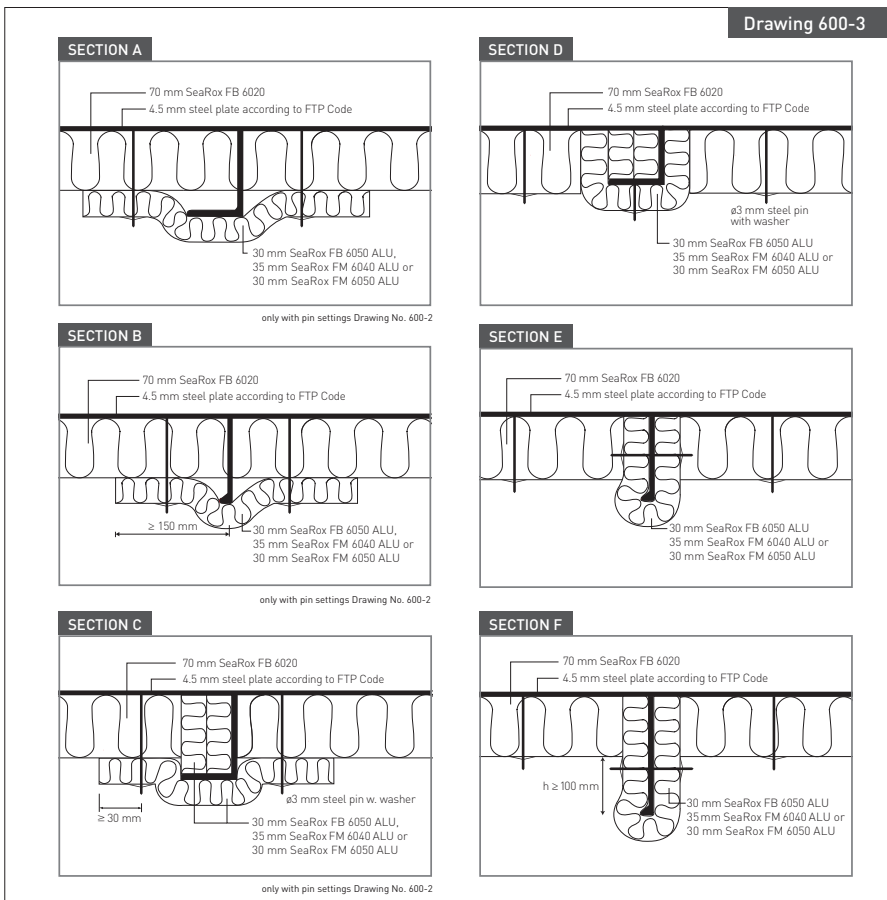 Drawing 600-3
SECTION A
70 mm SeaRox FB 6020
4.5 mm steel plate according to FTP Code
30 mm SeaRox FB 6050 ALU,
35 mm SeaRox FM 6040 ALU or
30 mm SeaRox FM 6050 ALU
only with pin settings Drawing No. 600-2
SECTION B
70 mm SeaRox FB 6020
4.5 mm steel plate according to FTP Code
≥ 150 mm
30 mm SeaRox FB 6050 ALU,
35 mm SeaRox FM 6040 ALU or
30 mm SeaRox FM 6050 ALU
only with pin settings Drawing No. 600-2
SECTION C
70 mm SeaRox FB 6020
4.5 mm steel plate according to FTP Code
ø3 mm steel pin w. washer
≥ 30 mm
30 mm SeaRox FB 6050 ALU,
35 mm SeaRox FM 6040 ALU or
30 mm SeaRox FM 6050 ALU
only with pin settings Drawing No. 600-2
SECTION D
70 mm SeaRox FB 6020
4.5 mm steel plate according to FTP Code
ø3 mm steel pin
with washer
30 mm SeaRox FB 6050 ALU
35 mm SeaRox FM 6040 ALU or
30 mm SeaRox FM 6050 ALU
SECTION E
70 mm SeaRox FB 6020
4.5 mm steel plate according to FTP Code
30 mm SeaRox FB 6050 ALU
35 mm SeaRox FM 6040 ALU or
30 mm SeaRox FM 6050 ALU
SECTION F
70 mm SeaRox FB 6020
4.5 mm steel plate according to FTP Code
h ≥ 100 mm
30 mm SeaRox FB 6050 ALU
35 mm SeaRox FM 6040 ALU or
30 mm SeaRox FM 6050 ALU